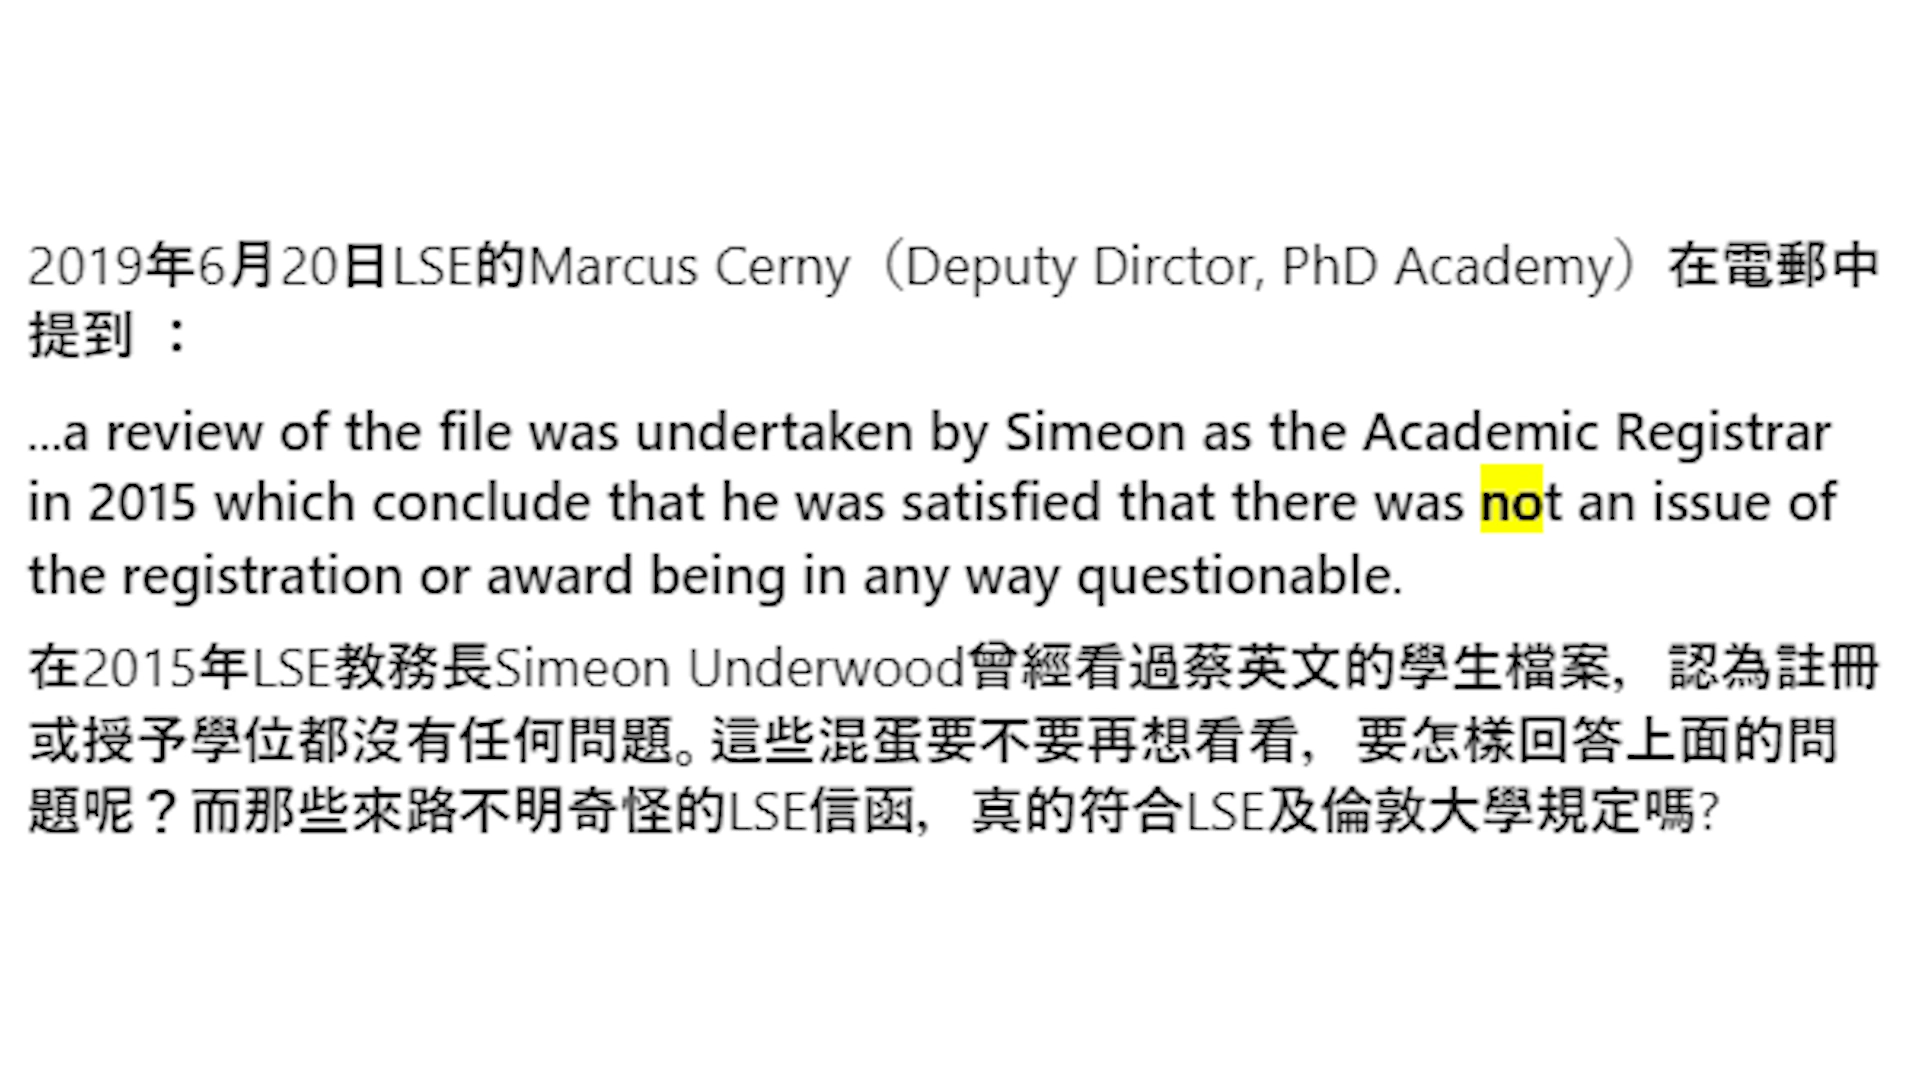 2019年6月20日LSE的Marcus Cerny（Deputy Dirctor, PhD Academy）在電郵中
提到 ：
...a review of the file was undertaken by Simeon as the Academic Registrar
in 2015 which conclude that he was satisfied that there was not an issue of
the registration or award being in any way questionable.
在2015年LSE教務長Simeon Underwood曾經看過蔡英文的學生檔案，認為註冊
或授予學位都沒有任何問題。這些混蛋要不要再想看看，要怎樣回答上面的問
題呢？而那些來路不明奇怪的LSE信函，真的符合LSE及倫敦大學規定嗎?